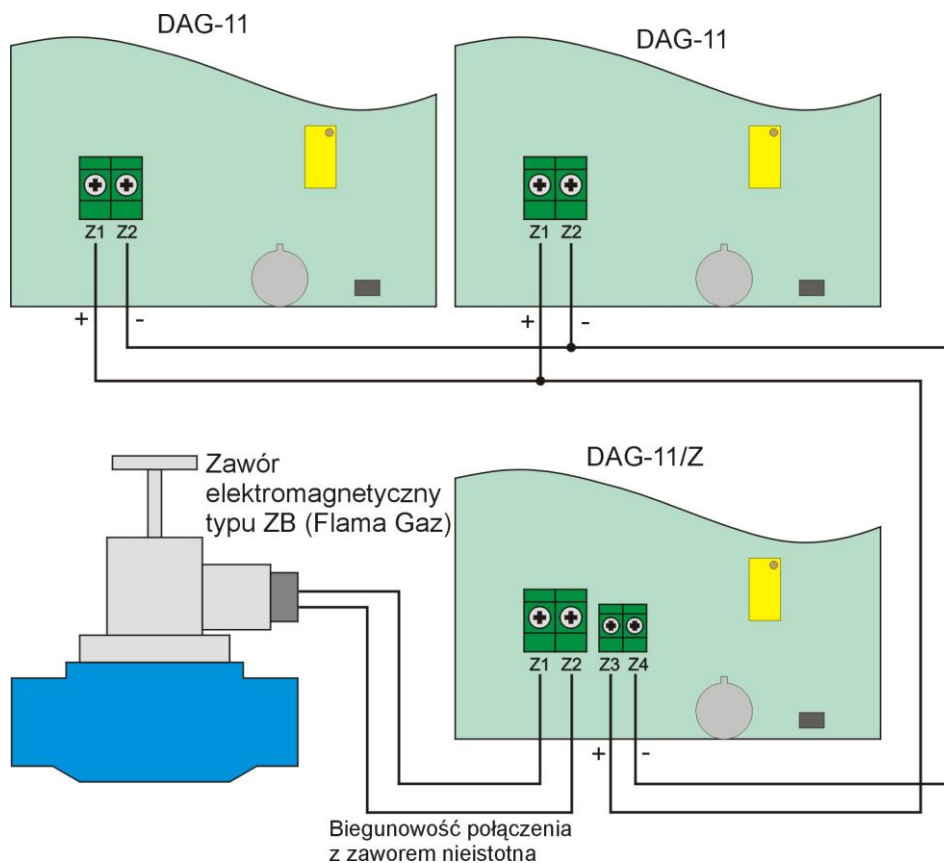 DAG-11
DAG-11
Z1 Z2
Z1 Z2
+ -
+ -
Zawór
elektromagnetyczny
typu ZB (Flama Gaz)
DAG-11/Z
Z1 Z2 Z3 Z4
+ -
Biegunowość połączenia
z zaworem nieistotna